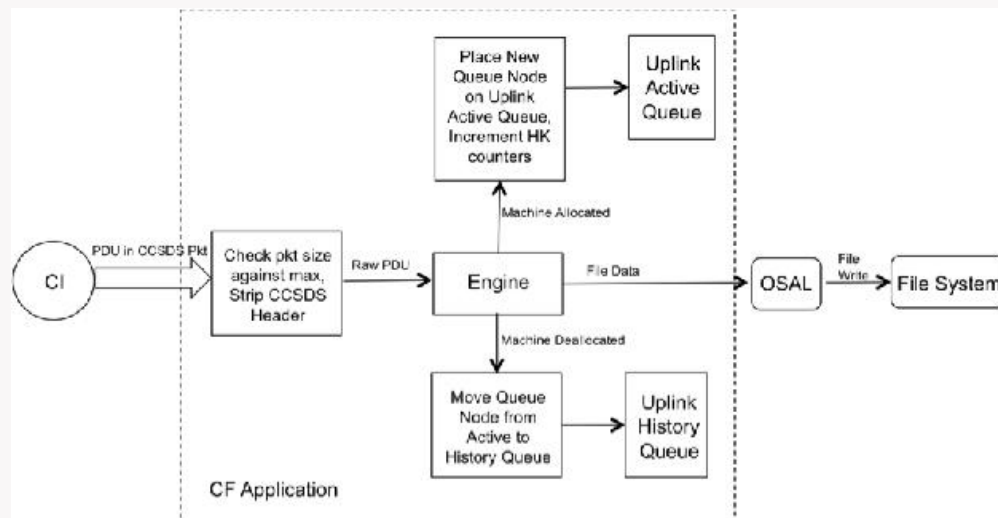 Place New
Queue Node
on Uplink
Active Queue,
Increment HK
counters
Uplink
Active
Queue
Machine Allocated
PDU in CCSDS Pkt
CI
Check pkt size
against max,
Strip CCSDS
Header
Raw PDU
Engine
File Data
OSAL
File
Write
File System
Machine Deallocated
Move Queue
Node from
Active to
History Queue
Uplink
History
Queue
CF Application